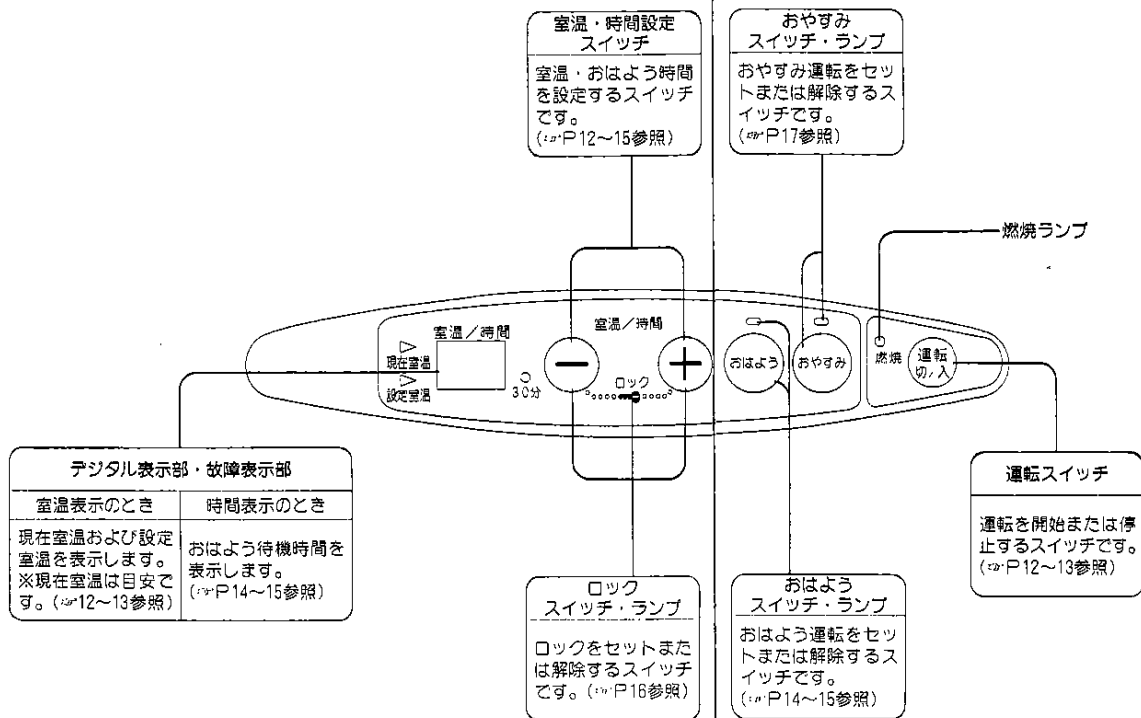 室温・時間設定
スイッチ
室温・おはよう時間
を設定するスイッチ
です。
(☞P12〜15参照)
おやすみ
スイッチ・ランプ
おやすみ運転をセッ
トまたは解除するス
イッチです。
(☞P17参照)
燃焼ランプ
室温/時間
現在室温
設定室温
30分
室温/時間
−
+
ロック
おはよう
おやすみ
燃焼
運転
切/入
デジタル表示部・故障表示部
室温表示のとき
現在室温および設定
室温を表示します。
※現在室温は目安で
す。(☞12〜13参照)
時間表示のとき
おはよう待機時間を
表示します。
(☞P14〜15参照)
ロック
スイッチ・ランプ
ロックをセットまた
は解除するスイッチ
です。(☞P16参照)
おはよう
スイッチ・ランプ
おはよう運転をセッ
トまたは解除するス
イッチです。
(☞P14〜15参照)
運転スイッチ
運転を開始または停
止するスイッチです。
(☞P12〜13参照)